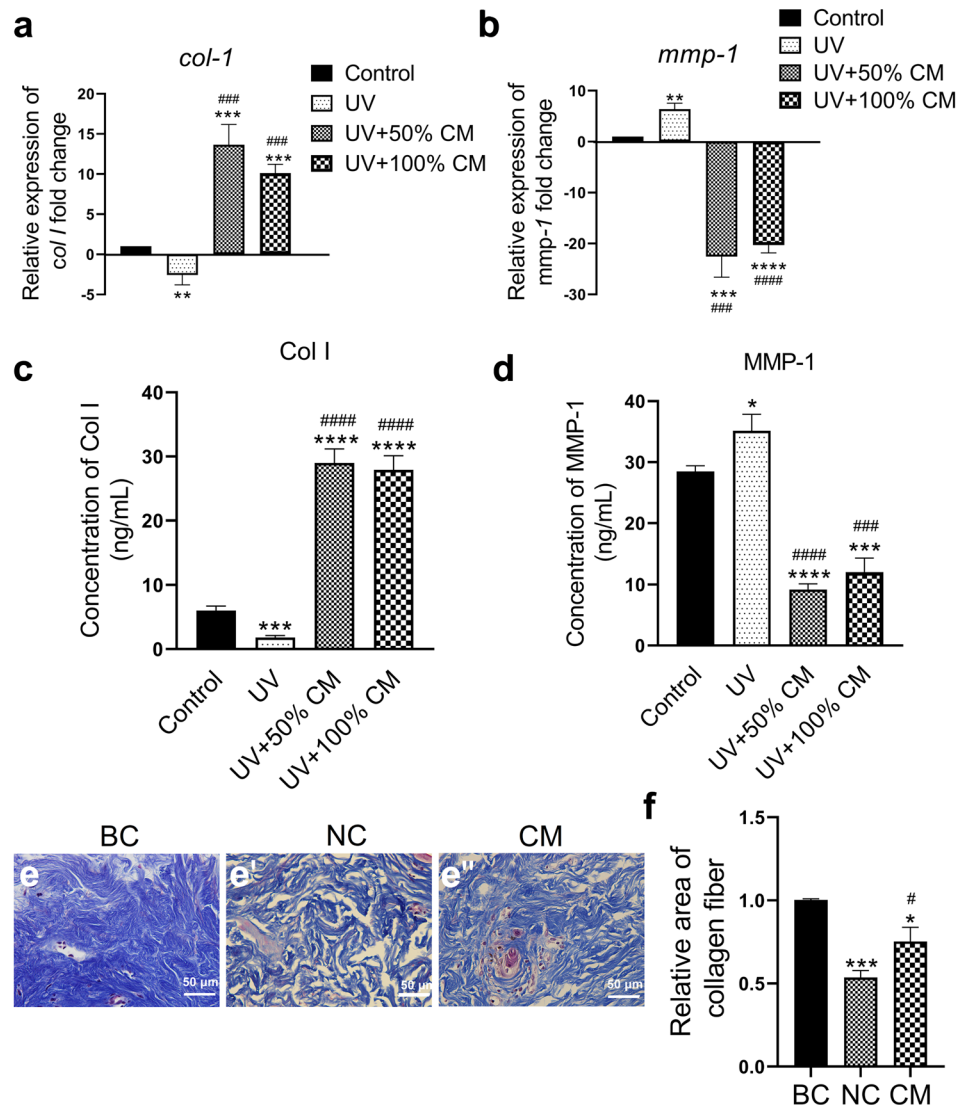 a
col-1
Control
UV
UV+50% CM
UV+100% CM
Relative expression of
col I fold change
20
15
10
5
0
-5
**
###
***
###
***
b
mmp-1
Control
UV
UV+50% CM
UV+100% CM
Relative expression of
mmp-1 fold change
10
0
-10
-20
-30
**
***
###
****
####
c
Col I
Concentration of Col I
(ng/mL)
40
30
20
10
0
***
####
****
####
****
Control
UV
UV+50% CM
UV+100% CM
d
MMP-1
Concentration of MMP-1
(ng/mL)
40
30
20
10
0
*
####
****
###
***
Control
UV
UV+50% CM
UV+100% CM
BC
NC
CM
e
50 µm
e'
50 µm
e"
50 µm
f
Relative area of
collagen fiber
1.5
1.0
0.5
0.0
***
#
*
BC
NC
CM